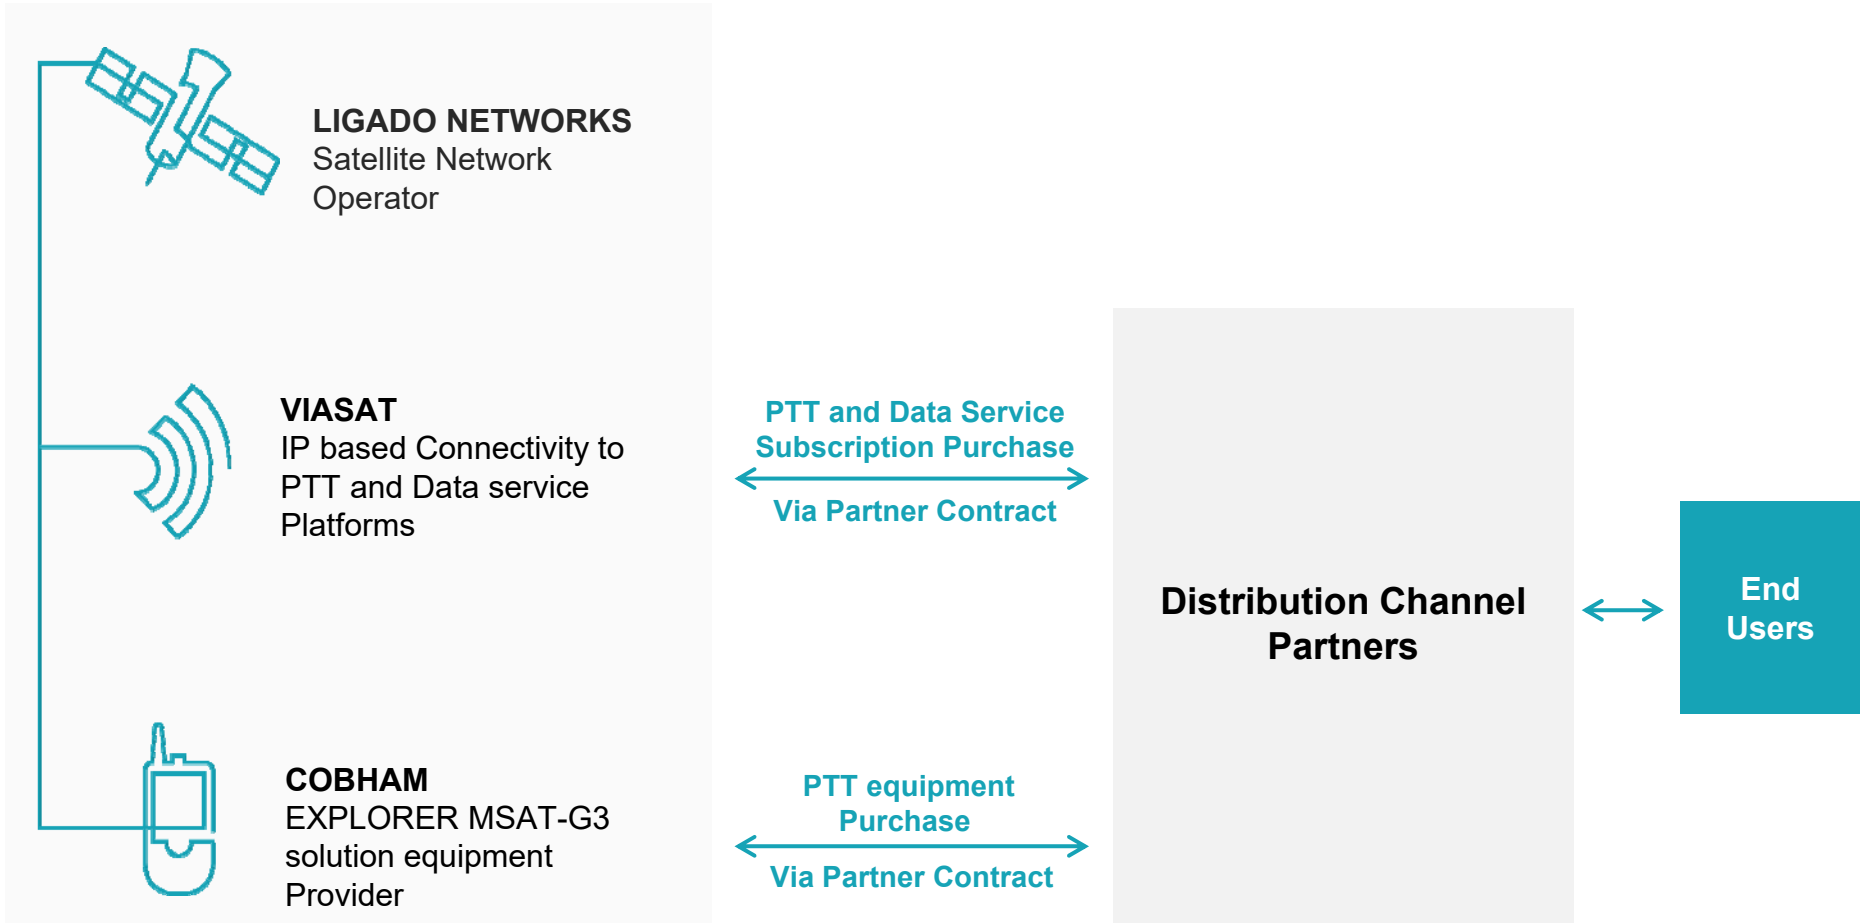 LIGADO NETWORKS
Satellite Network
Operator
VIASAT
IP based Connectivity to
PTT and Data service
Platforms
PTT and Data Service
Subscription Purchase
Via Partner Contract
COBHAM
EXPLORER MSAT-G3
solution equipment
Provider
PTT equipment
Purchase
Via Partner Contract
Distribution Channel
Partners
End
Users